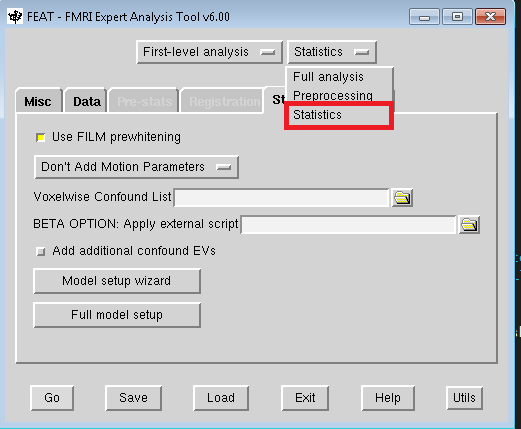 FEAT - FMRI Expert Analysis Tool v6.00
First-level analysis Statistics
Full analysis
Preprocessing
Statistics
Misc Data Pre-stats Registration
Use FILM prewhitening
Don't Add Motion Parameters
Voxelwise Confound List
BETA OPTION: Apply external script
Add additional confound EVs
Model setup wizard
Full model setup
Go Save Load Exit Help Utils